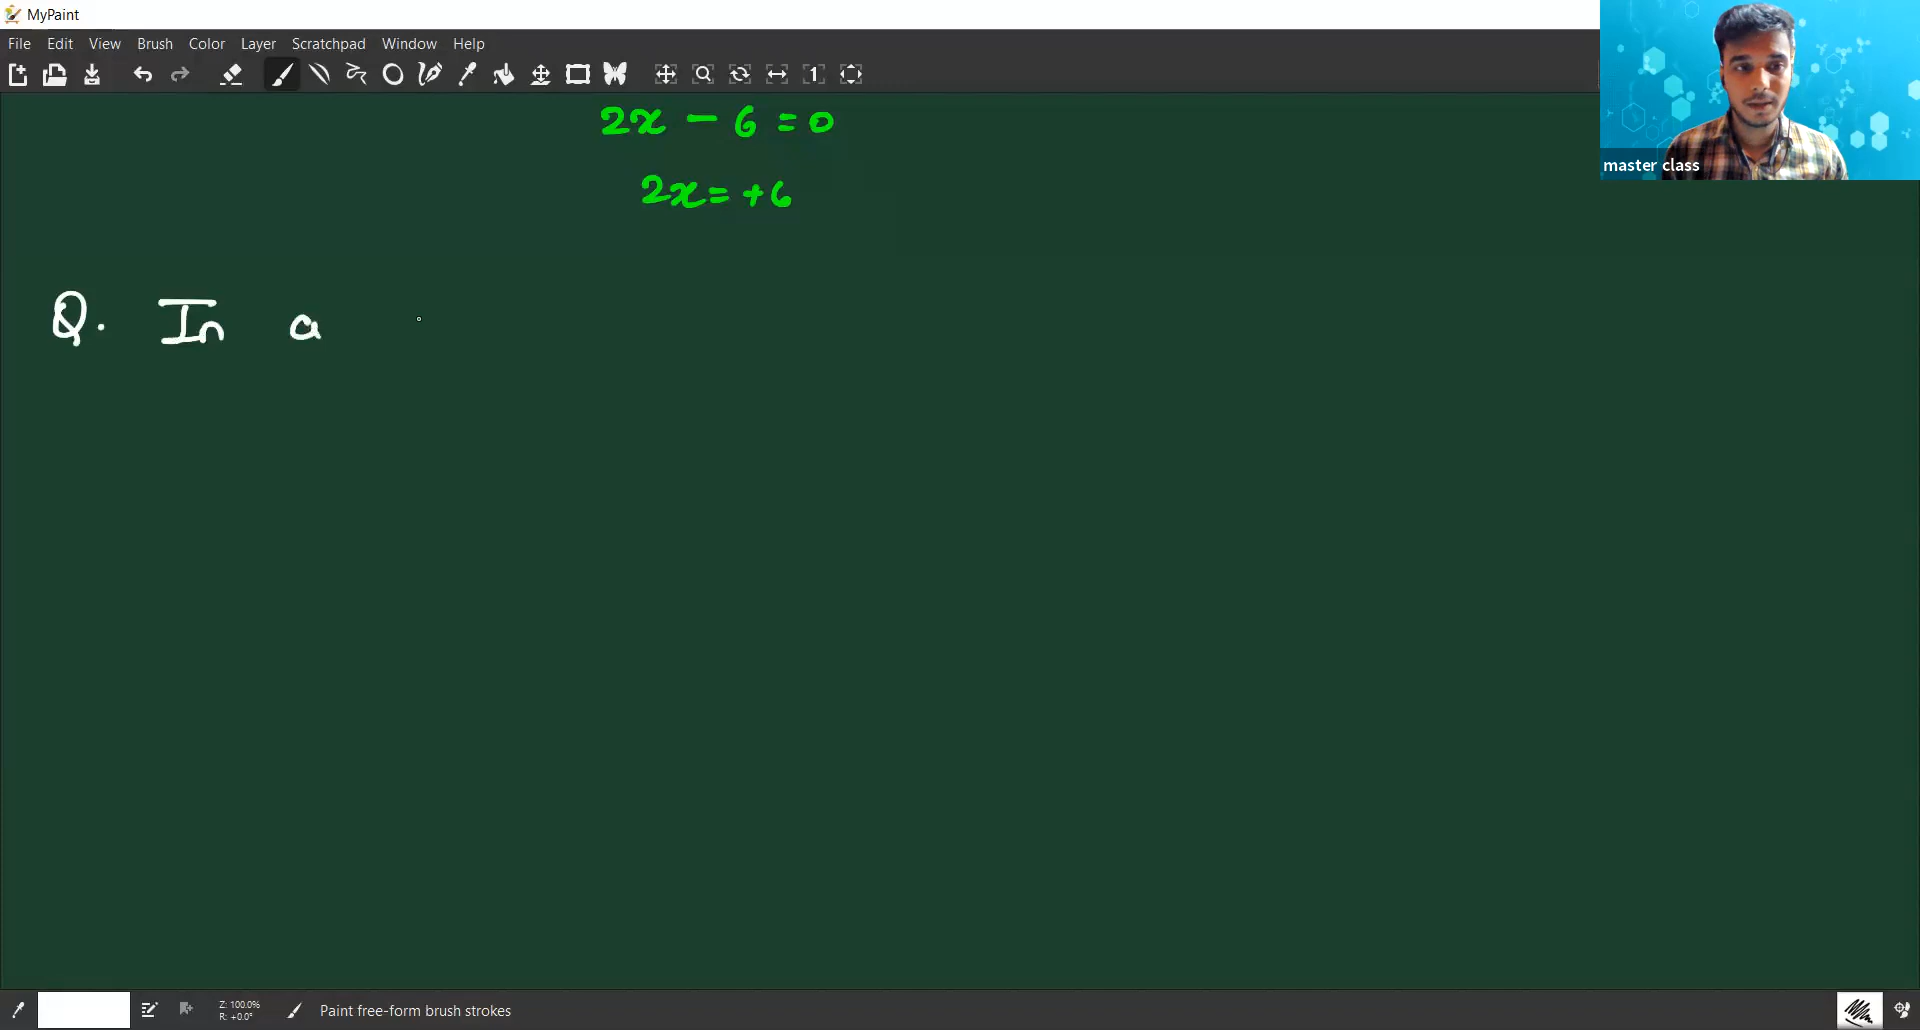 MyPaint
File Edit View Brush Color Layer Scratchpad Window Help
1
master class
2x - 6 = 0
2x = +6
Q. In a
Z: 100.0%
R: +0.0°
Paint free-form brush strokes